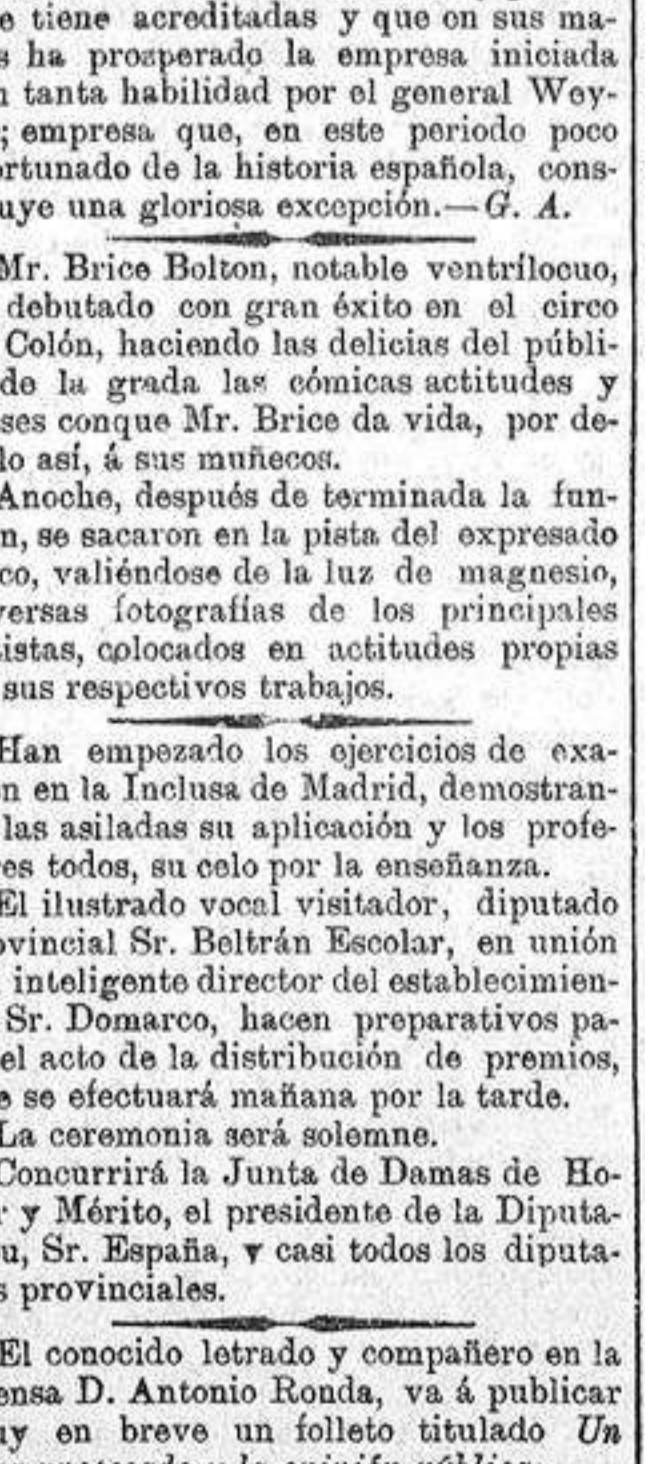 e tiene acreditadas y que en sus ma-
s ha prosperado la empresa iniciada
n tanta habilidad por el general Wey-
; empresa que, en este periodo poco
ortunado de la historia española, cons-
uye una gloriosa excepción.—G. A.
Mr. Brice Bolton, notable ventrílocuo,
debutado con gran éxito en el circo
Colón, haciendo las delicias del públi-
de la grada las cómicas actitudes y
ses conque Mr. Brice da vida, por de-
lo así, á sus muñecos.
Anoche, después de terminada la fun-
n, se sacaron en la pista del expresado
co, valiéndose de la luz de magnesio,
versas fotografías de los principales
istas, colocados en actitudes propias
sus respectivos trabajos.
Han empezado los ejercicios de exa-
n en la Inclusa de Madrid, demostran-
las asiladas su aplicación y los profe-
res todos, su celo por la enseñanza.
El ilustrado vocal visitador, diputado
ovincial Sr. Beltrán Escolar, en unión
inteligente director del establecimien-
Sr. Domarco, hacen preparativos pa-
el acto de la distribución de premios,
e se efectuará mañana por la tarde.
La ceremonia será solemne.
Concurrirá la Junta de Damas de Ho-
r y Mérito, el presidente de la Diputa-
u, Sr. España, y casi todos los diputa-
s provinciales.
El conocido letrado y compañero en la
ensa D. Antonio Ronda, va á publicar
uy en breve un folleto titulado Un
y la opinión pública